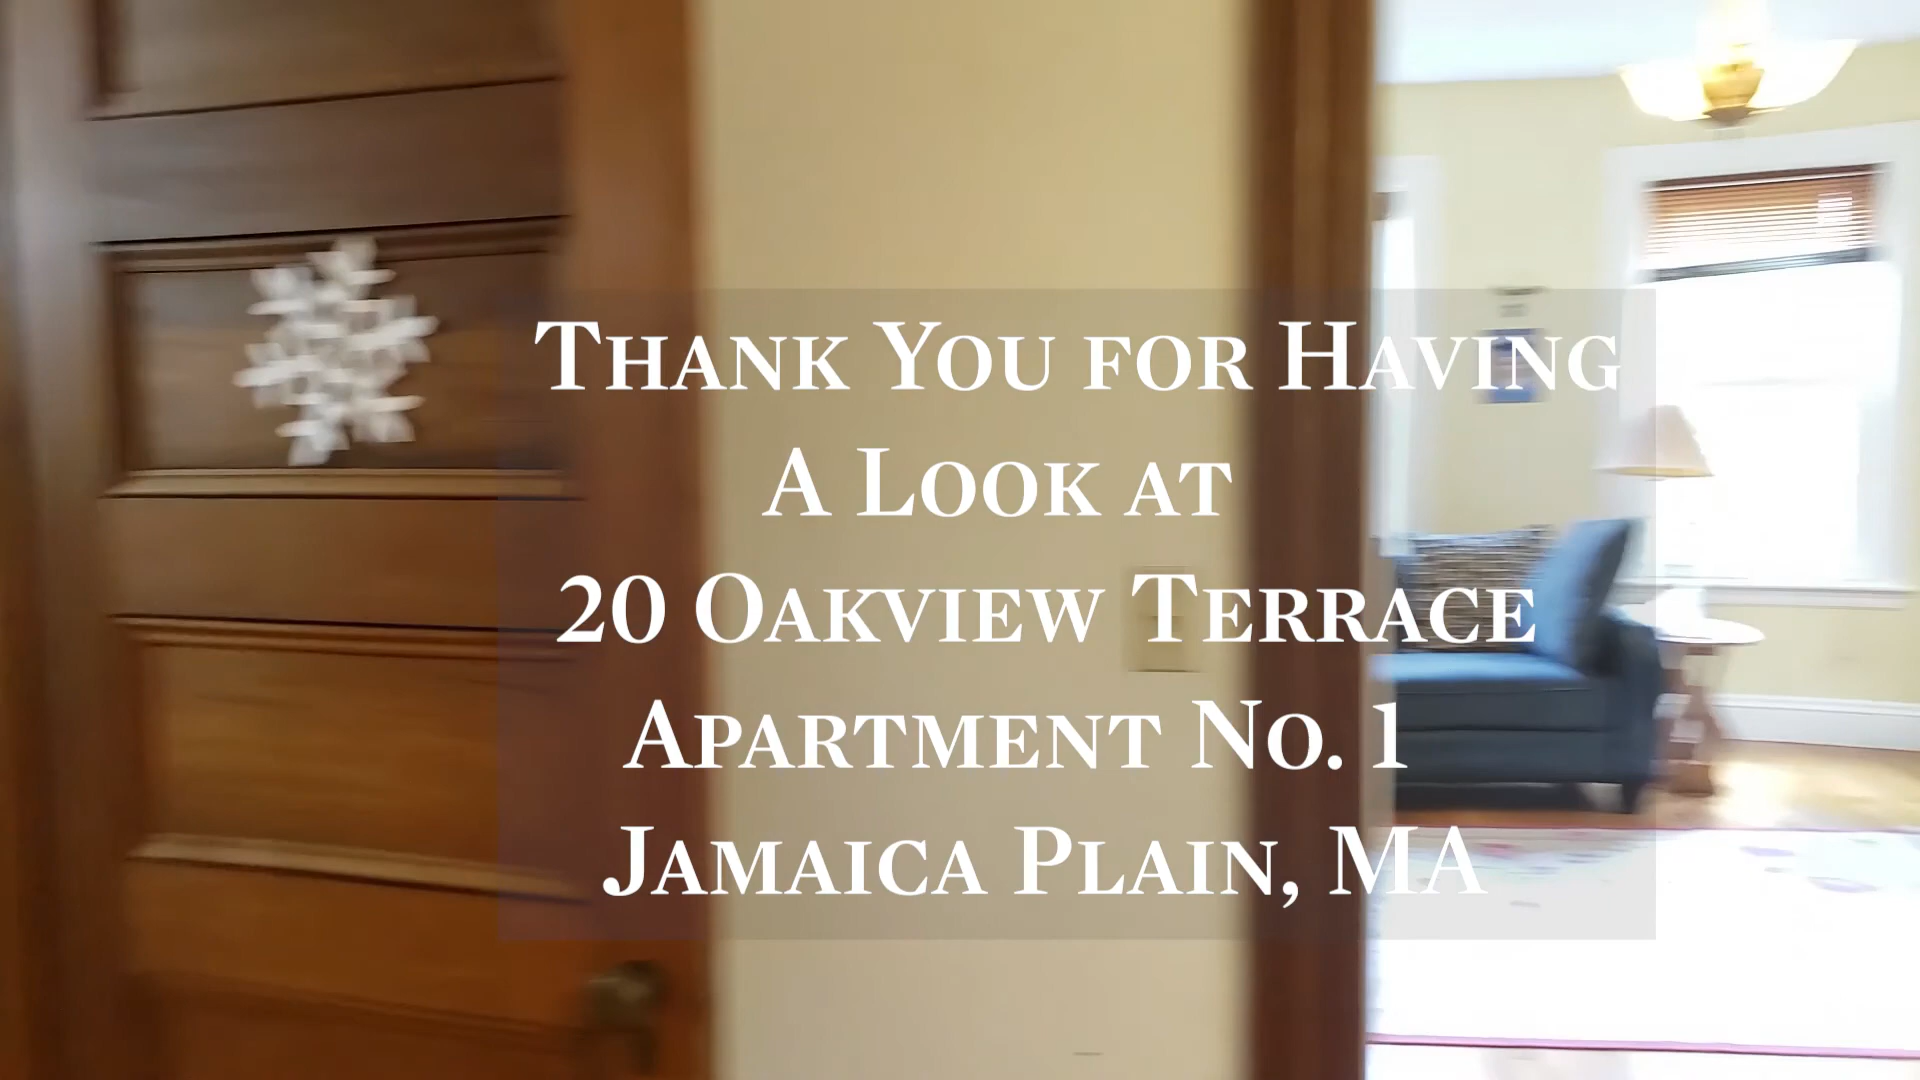 Thank You for Having
A Look at
20 Oakview Terrace
Apartment No. 1
Jamaica Plain, MA